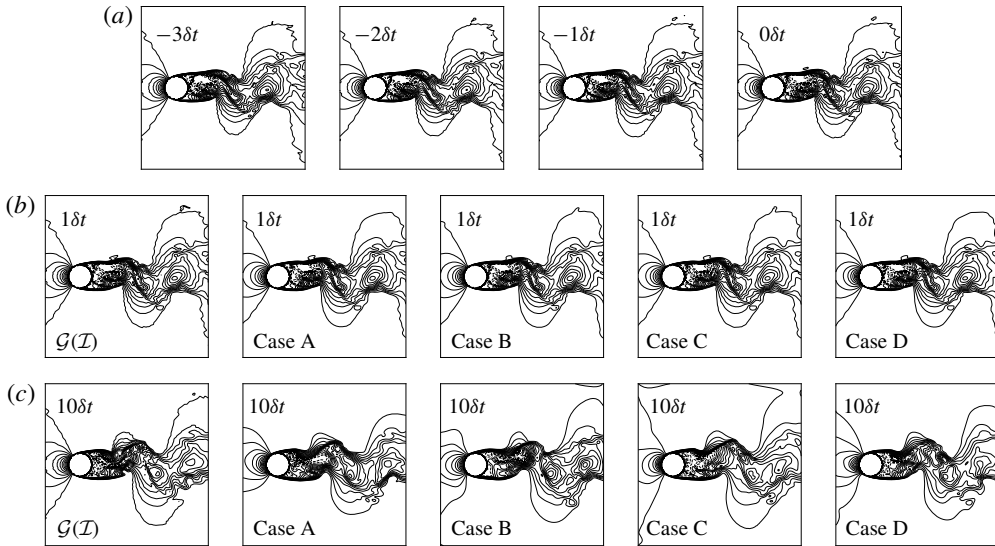 (a) −3δt −2δt −1δt 0δt
(b) 1δt 1δt 1δt 1δt 1δt
𝒢(ℐ) Case A Case B Case C Case D
(c) 10δt 10δt 10δt 10δt 10δt
𝒢(ℐ) Case A Case B Case C Case D